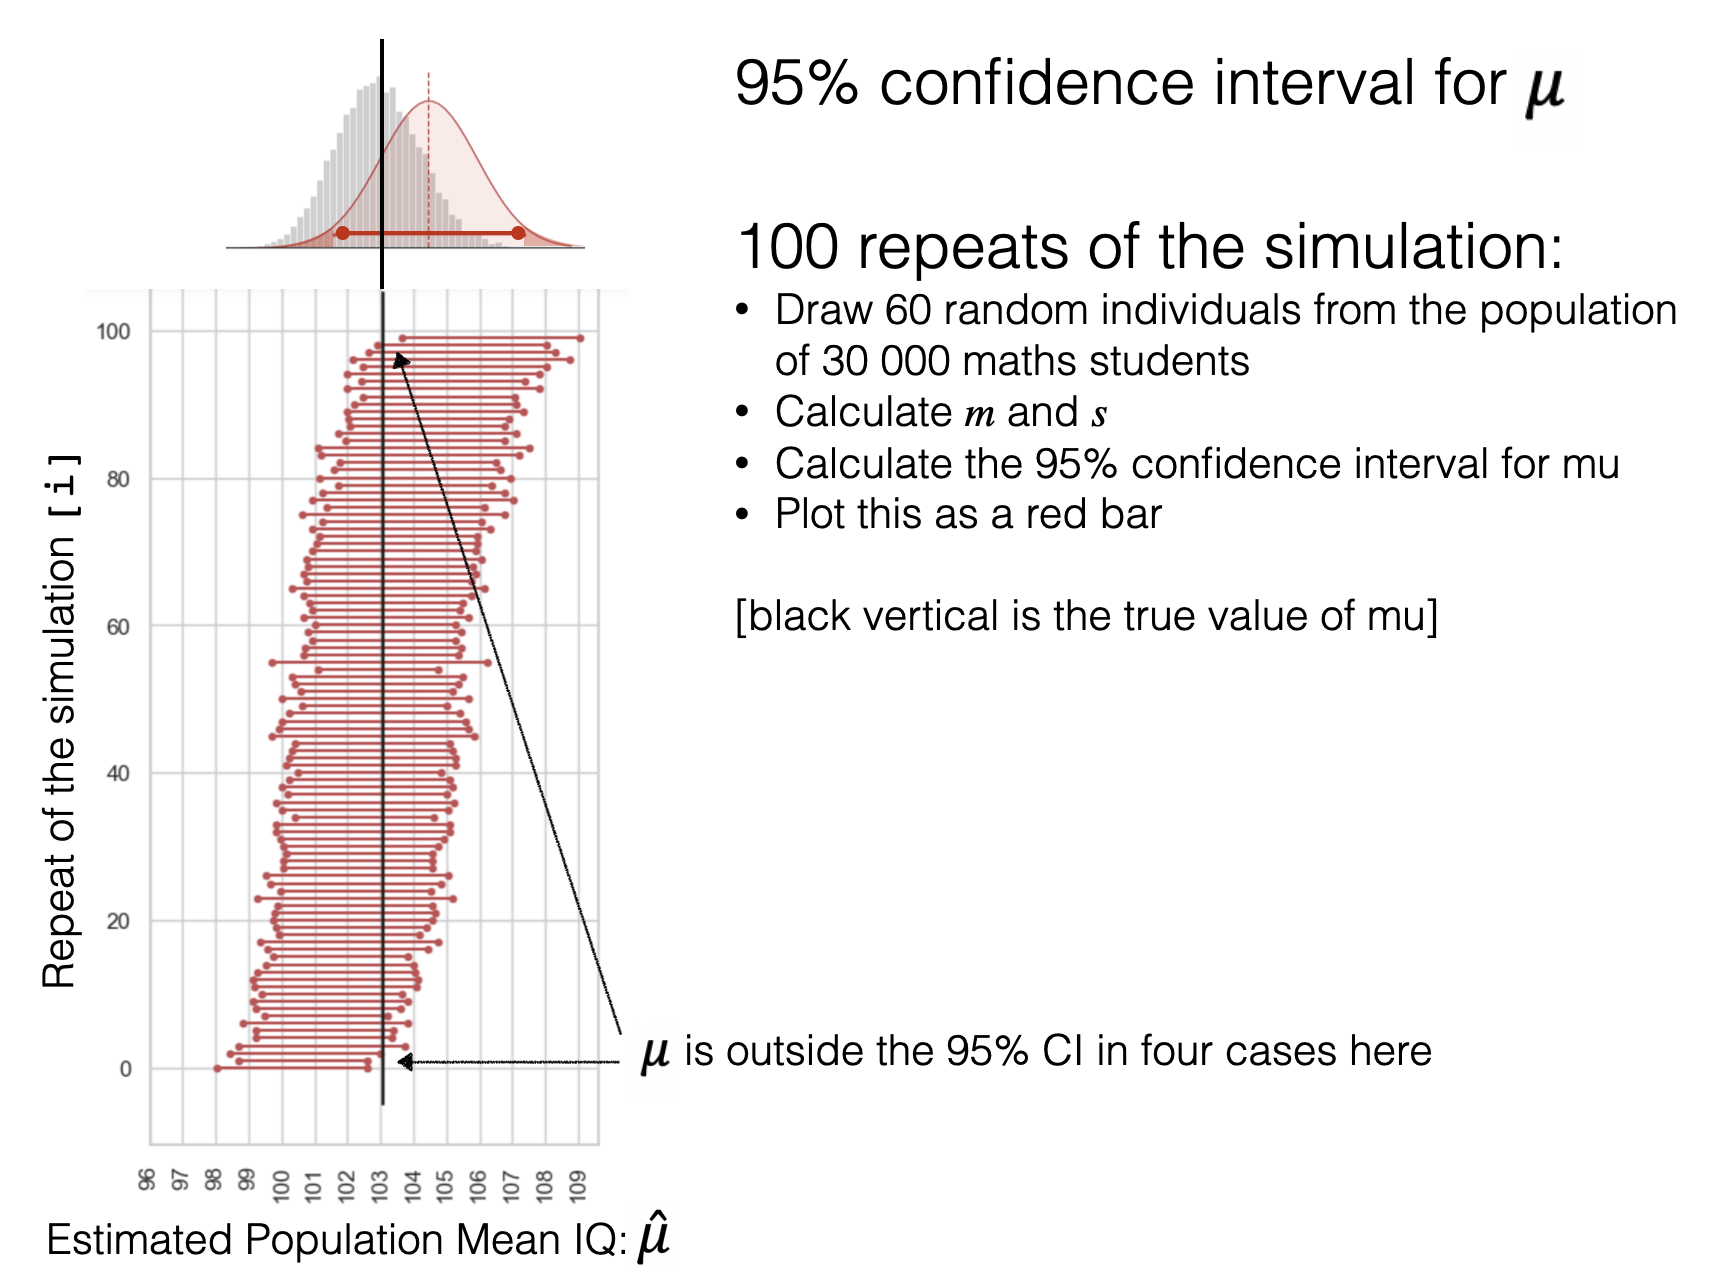 95% confidence interval for μ
100 repeats of the simulation:
• Draw 60 random individuals from the population
of 30 000 maths students
• Calculate m and s
• Calculate the 95% confidence interval for mu
• Plot this as a red bar
[black vertical is the true value of mu]
μ is outside the 95% CI in four cases here
Repeat of the simulation [i]
100
80
60
40
20
0
96 97 98 99 100 101 102 103 104 105 106 107 108 109
Estimated Population Mean IQ: μ̂